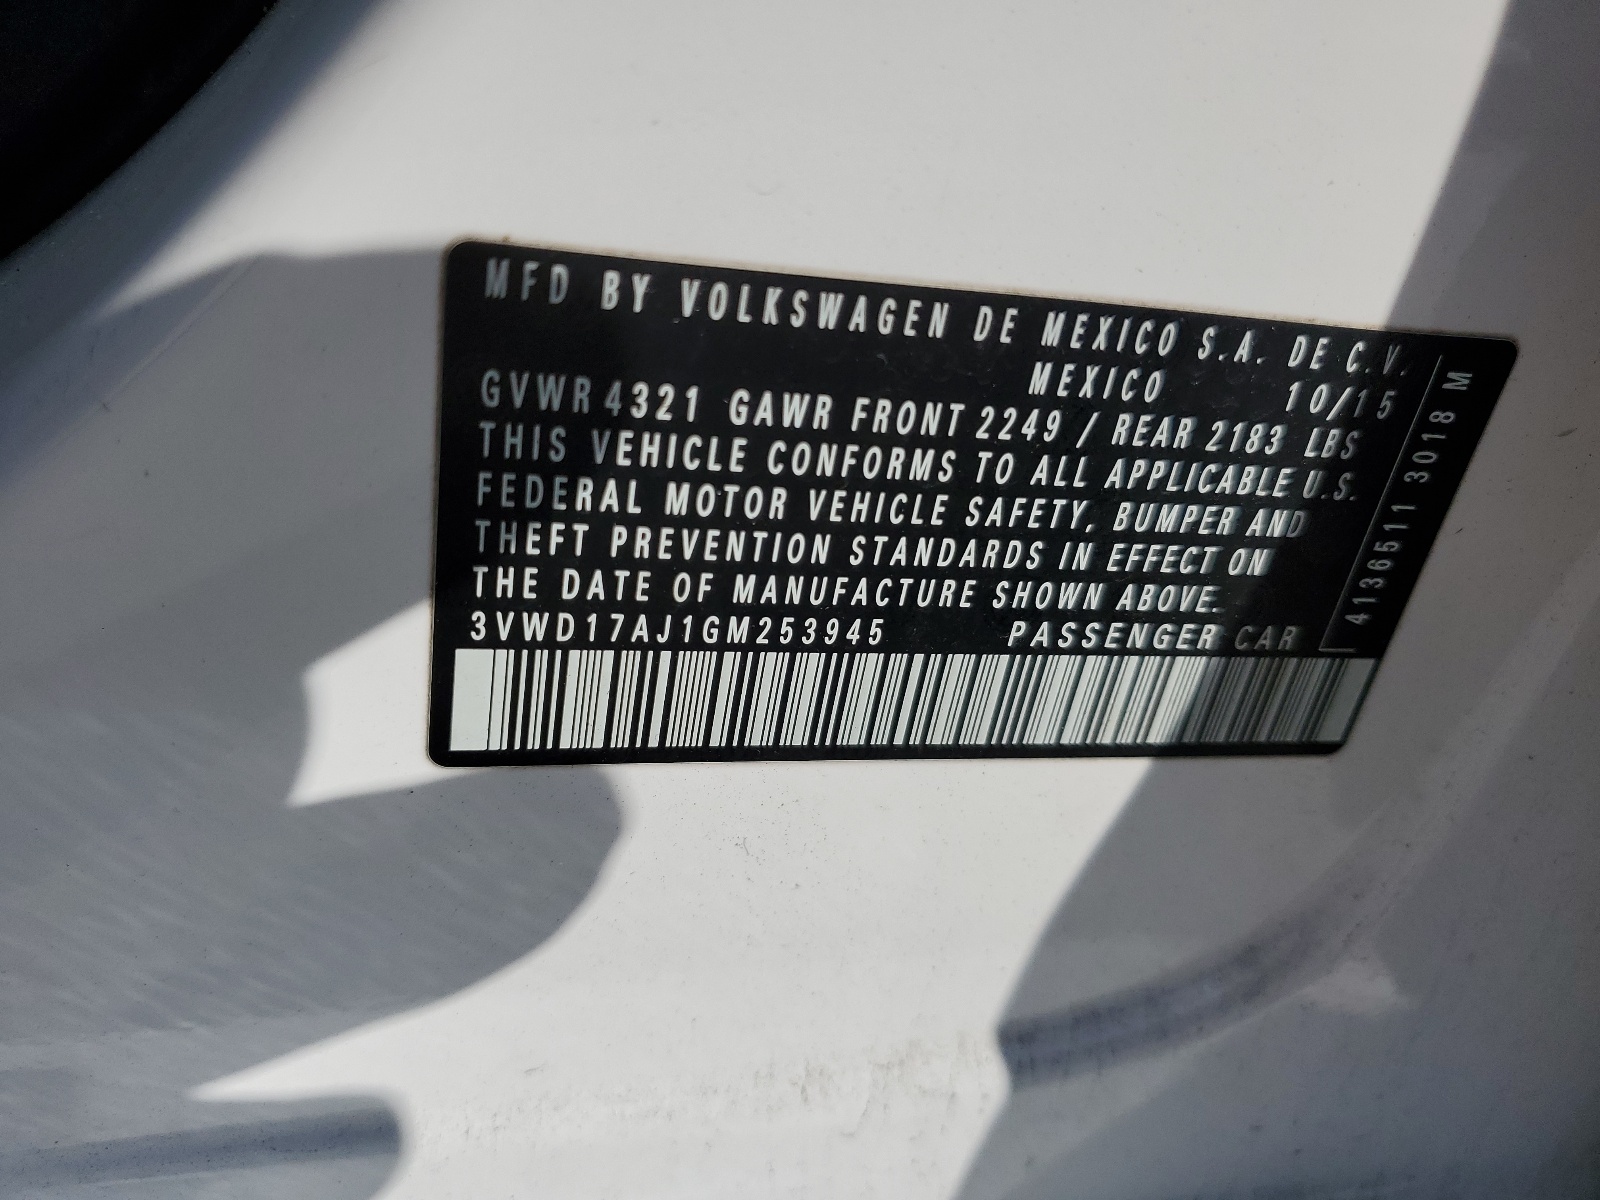 MFD BY VOLKSWAGEN DE MEXICO S.A. DE C.V.
MEXICO 10/15
GVWR 4321 GAWR FRONT 2249 / REAR 2183 LBS
THIS VEHICLE CONFORMS TO ALL APPLICABLE U.S.
FEDERAL MOTOR VEHICLE SAFETY, BUMPER AND
THEFT PREVENTION STANDARDS IN EFFECT ON
THE DATE OF MANUFACTURE SHOWN ABOVE.
3VWD17AJ1GM253945 PASSENGER CAR
4136511 3018 M